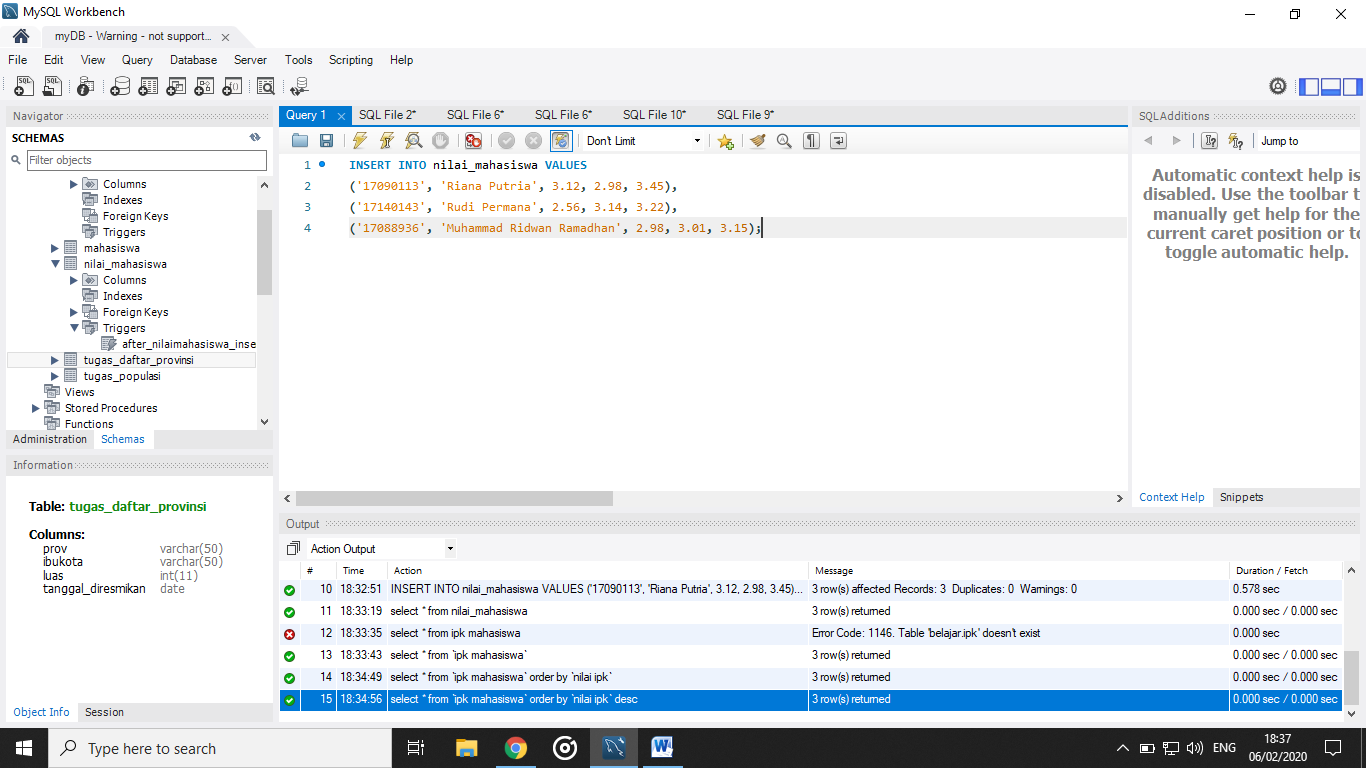 MySQL Workbench
myDB - Warning - not support...
File Edit View Query Database Server Tools Scripting Help
Navigator
SCHEMAS
Filter objects
Columns
Indexes
Foreign Keys
Triggers
mahasiswa
nilai_mahasiswa
Columns
Indexes
Foreign Keys
Triggers
after_nilaimahasiswa_inse
tugas_daftar_provinsi
tugas_populasi
Views
Stored Procedures
Functions
Administration Schemas
Information
Table: tugas_daftar_provinsi
Columns:
prov varchar(50)
ibukota varchar(50)
luas int(11)
tanggal_diresmikan date
Object Info Session
Query 1 SQL File 2* SQL File 6* SQL File 6* SQL File 10* SQL File 9*
Don't Limit
1 INSERT INTO nilai_mahasiswa VALUES
2 ('17090113', 'Riana Putria', 3.12, 2.98, 3.45),
3 ('17140143', 'Rudi Permana', 2.56, 3.14, 3.22),
4 ('17088936', 'Muhammad Ridwan Ramadhan', 2.98, 3.01, 3.15);
SQLAdditions
Jump to
Automatic context help is
disabled. Use the toolbar t
manually get help for the
current caret position or to
toggle automatic help.
Context Help Snippets
Output
Action Output
# Time Action Message Duration / Fetch
10 18:32:51 INSERT INTO nilai_mahasiswa VALUES ('17090113', 'Riana Putria', 3.12, 2.98, 3.45)... 3 row(s) affected Records: 3 Duplicates: 0 Warnings: 0 0.578 sec
11 18:33:19 select * from nilai_mahasiswa 3 row(s) returned 0.000 sec / 0.000 sec
12 18:33:35 select * from ipk mahasiswa Error Code: 1146. Table 'belajar.ipk' doesn't exist 0.000 sec
13 18:33:43 select * from `ipk mahasiswa` 3 row(s) returned 0.000 sec / 0.000 sec
14 18:34:49 select * from `ipk mahasiswa` order by `nilai ipk` 3 row(s) returned 0.000 sec / 0.000 sec
15 18:34:56 select * from `ipk mahasiswa` order by `nilai ipk` desc 3 row(s) returned 0.000 sec / 0.000 sec
Type here to search
ENG
18:37
06/02/2020